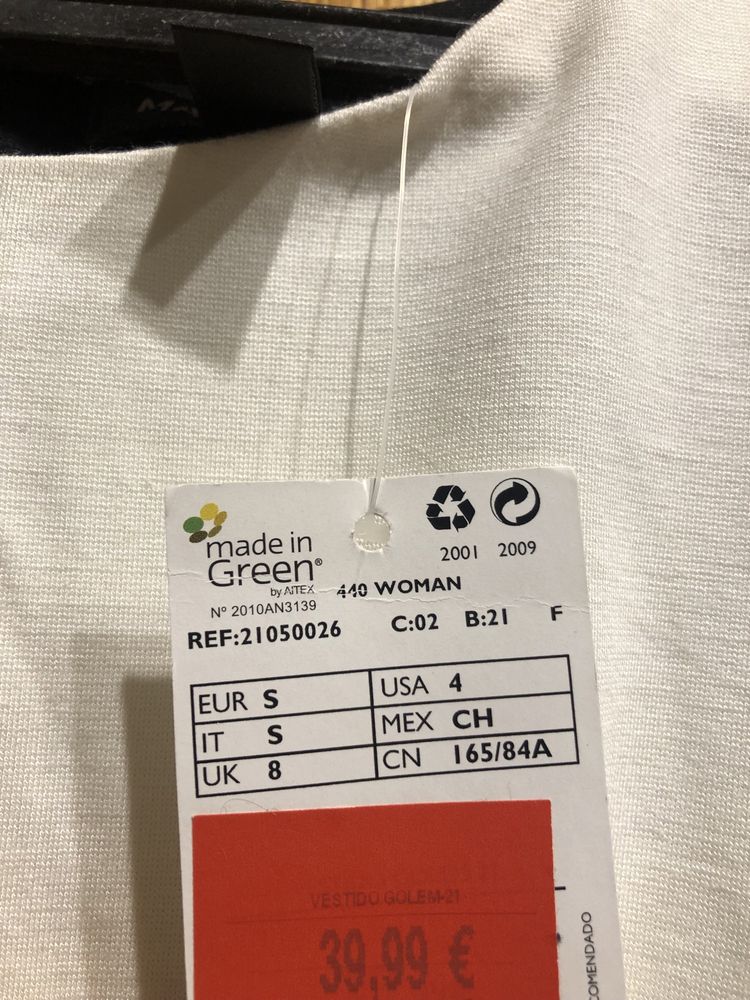 made in
Green®
by AITEX
Nº 2010AN3139
2001 2009
440 WOMAN
REF:21050026 C:02 B:21 F
EUR S USA 4
IT S MEX CH
UK 8 CN 165/84A
VESTIDO GOLEM-21
39,99 €